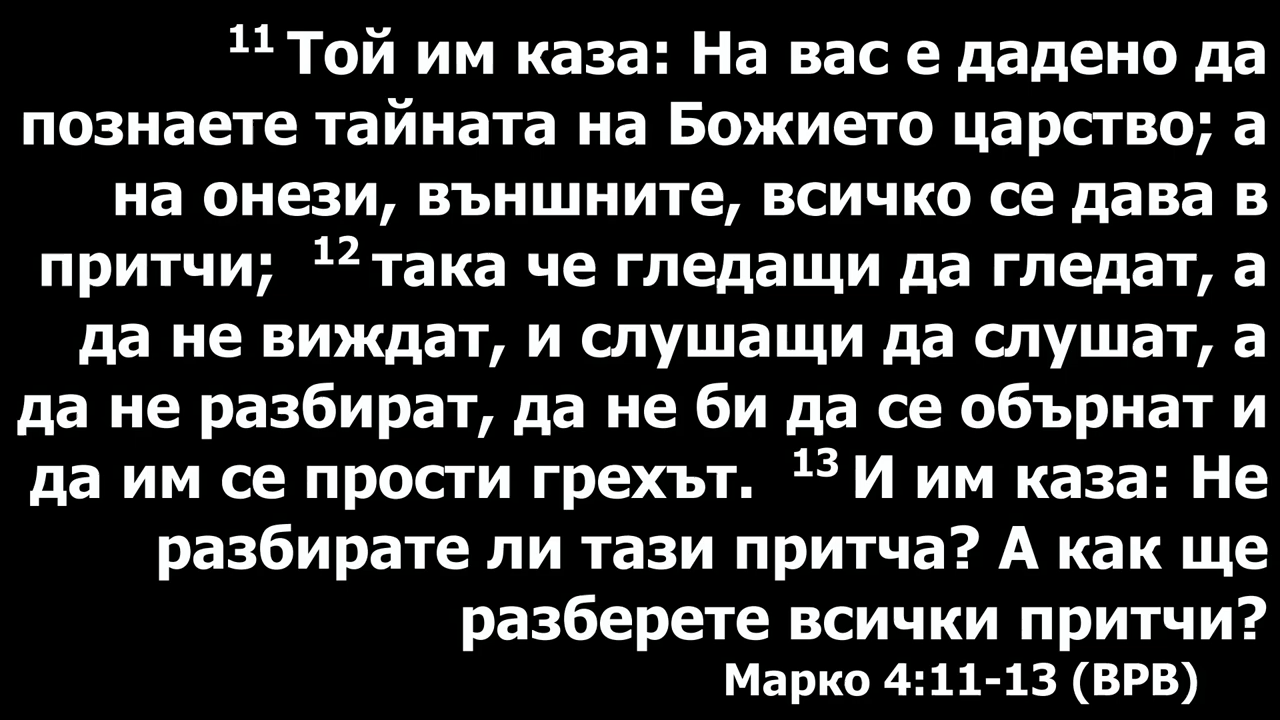 11 Той им каза: На вас е дадено да
познаете тайната на Божието царство; а
на онези, външните, всичко се дава в
притчи; 12 така че гледащи да гледат, а
да не виждат, и слушащи да слушат, а
да не разбират, да не би да се обърнат и
да им се прости грехът. 13 И им каза: Не
разбирате ли тази притча? А как ще
разберете всички притчи?
Марко 4:11-13 (ВРВ)